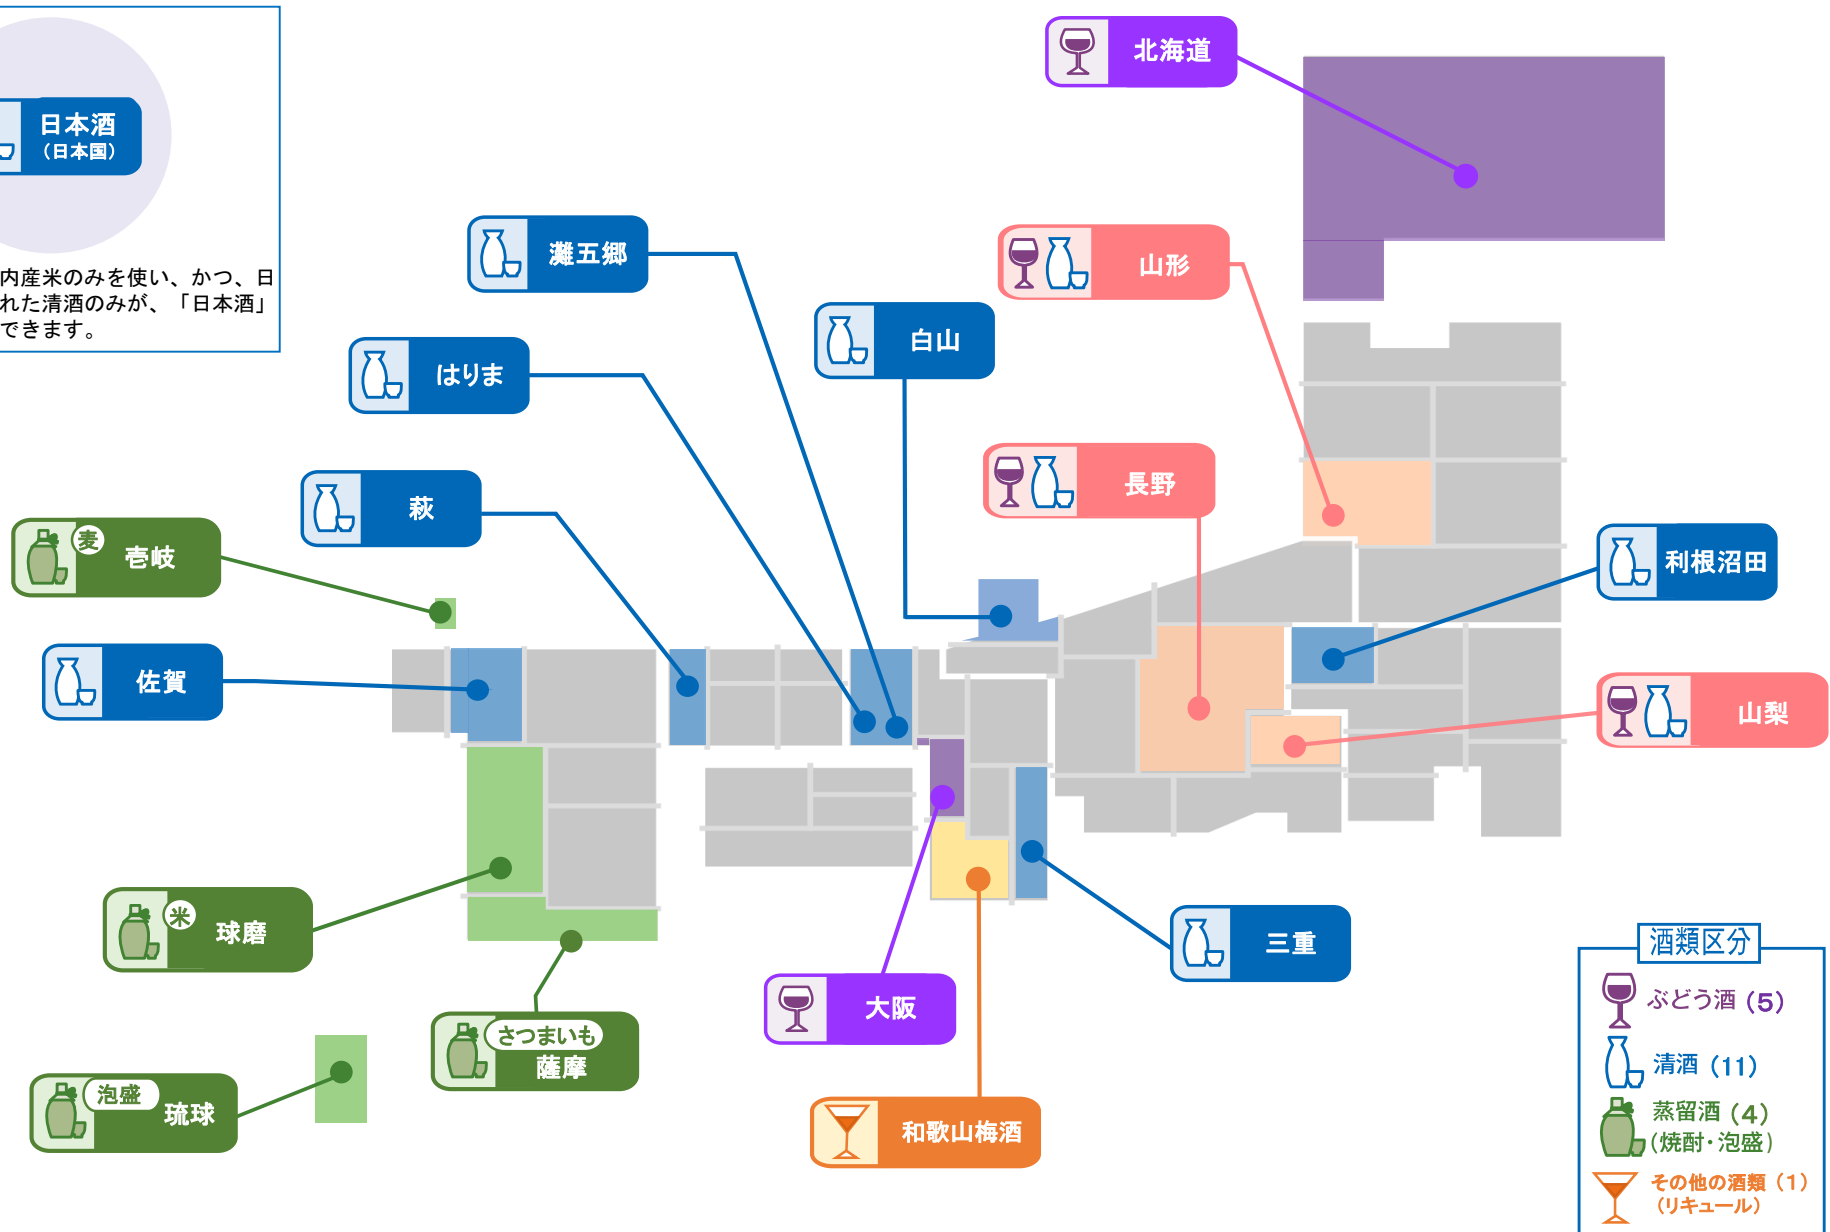 日本酒
(日本国)
内産米のみを使い、かつ、日
れた清酒のみが、「日本酒」
できます。
北海道
灘五郷
山形
白山
はりま
長野
萩
麦
壱岐
利根沼田
佐賀
山梨
米
球磨
三重
大阪
さつまいも
薩摩
泡盛
琉球
和歌山梅酒
酒類区分
ぶどう酒 (5)
清酒 (11)
蒸留酒 (4)
(焼酎・泡盛)
その他の酒類 (1)
(リキュール)